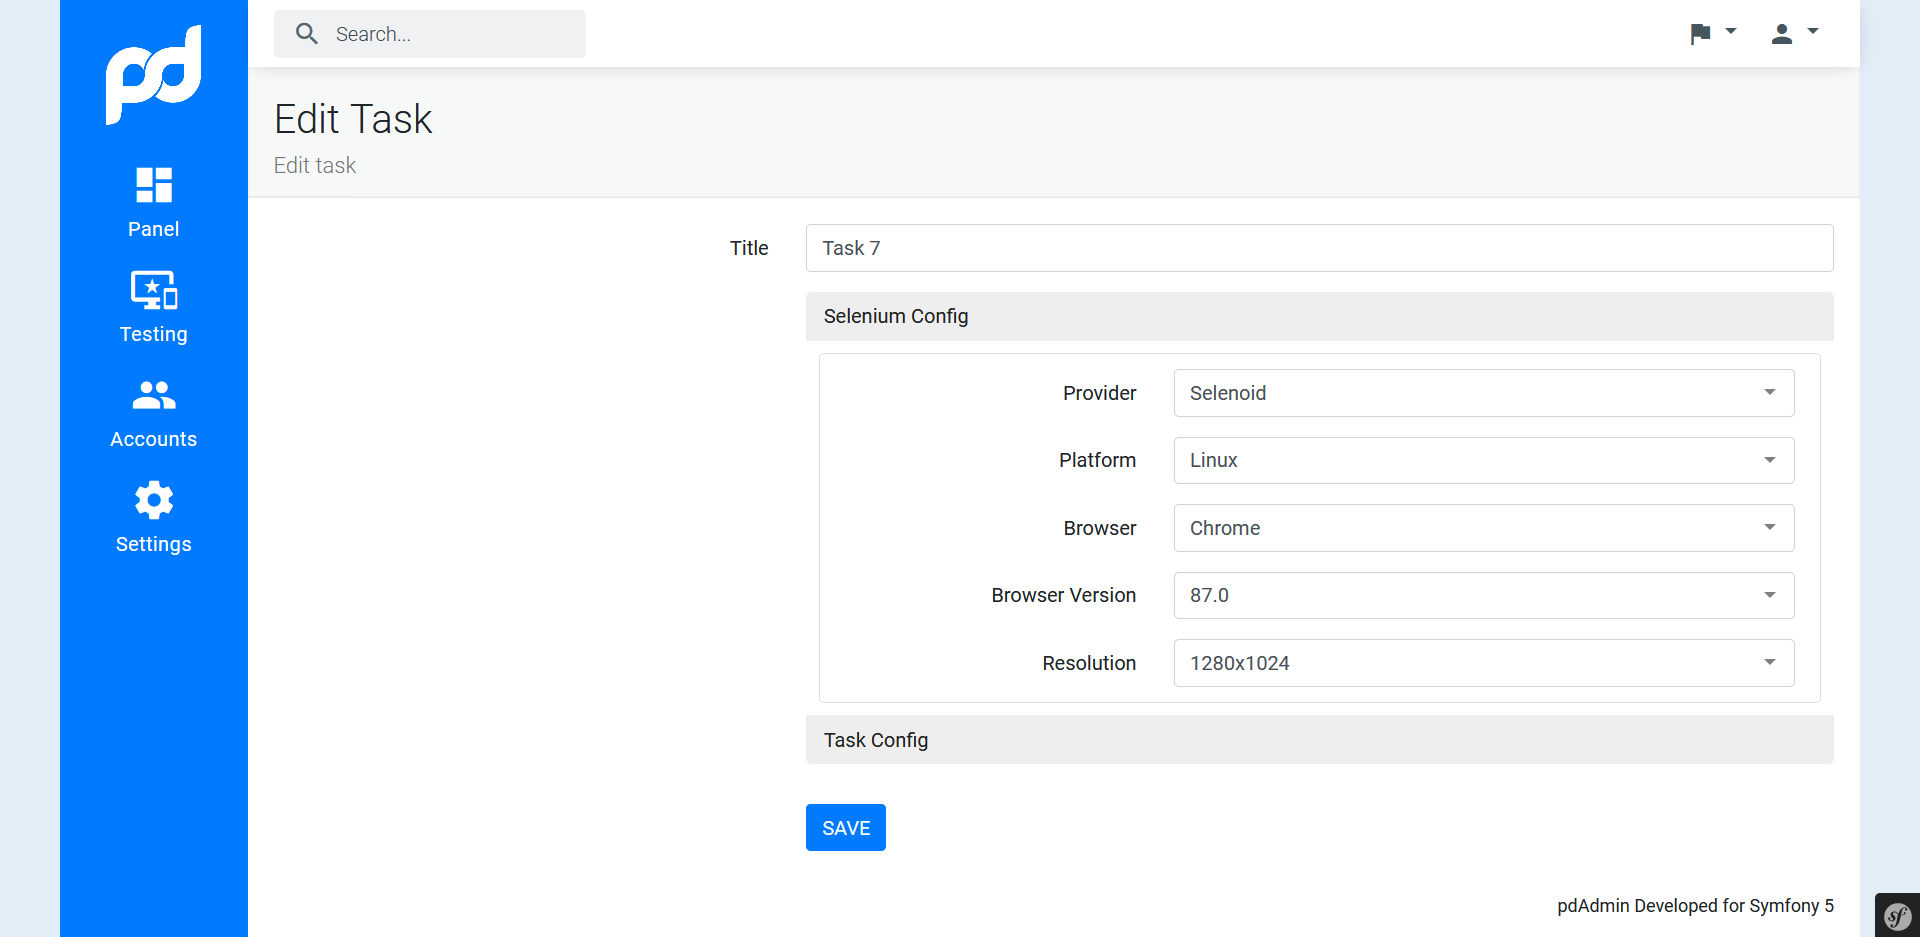 pd
Search...
Panel
Testing
Accounts
Settings
Edit Task
Edit task
Title
Task 7
Selenium Config
Provider
Selenoid
Platform
Linux
Browser
Chrome
Browser Version
87.0
Resolution
1280x1024
Task Config
SAVE
pdAdmin Developed for Symfony 5
sf